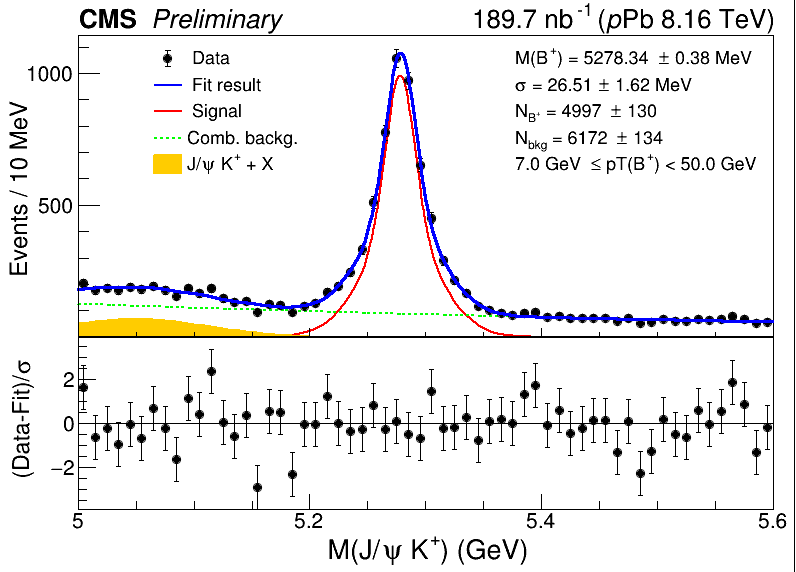 CMS Preliminary 189.7 nb⁻¹ (pPb 8.16 TeV)
Events / 10 MeV
1000
500
Data
Fit result
Signal
Comb. backg.
J/ψ K⁺ + X
M(B⁺) = 5278.34 ± 0.38 MeV
σ = 26.51 ± 1.62 MeV
N_B⁺ = 4997 ± 130
N_bkg = 6172 ± 134
7.0 GeV ≤ pT(B⁺) < 50.0 GeV
(Data-Fit)/σ
2
0
−2
5 5.2 5.4 5.6
M(J/ψ K⁺) (GeV)